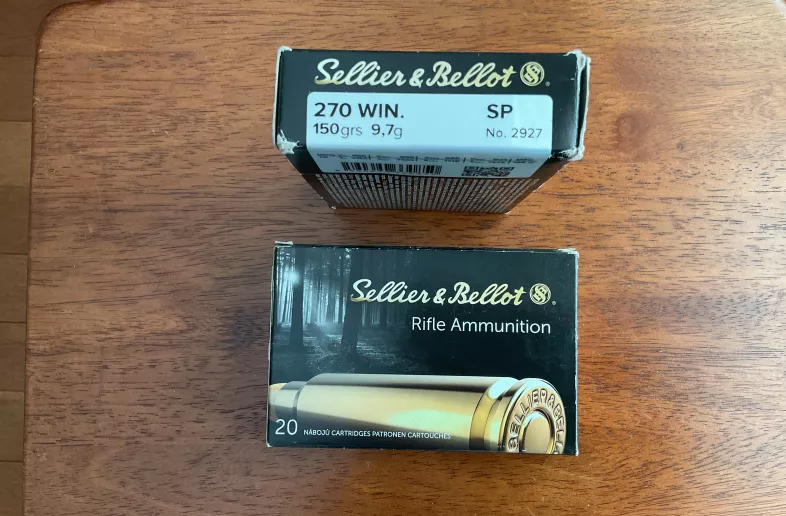 Sellier & Bellot
270 WIN. SP
150grs 9,7g No. 2927
Sellier & Bellot
Rifle Ammunition
20 NÁBOJŮ CARTRIDGES PATRONEN CARTOUCHES
SELLIER & BELL